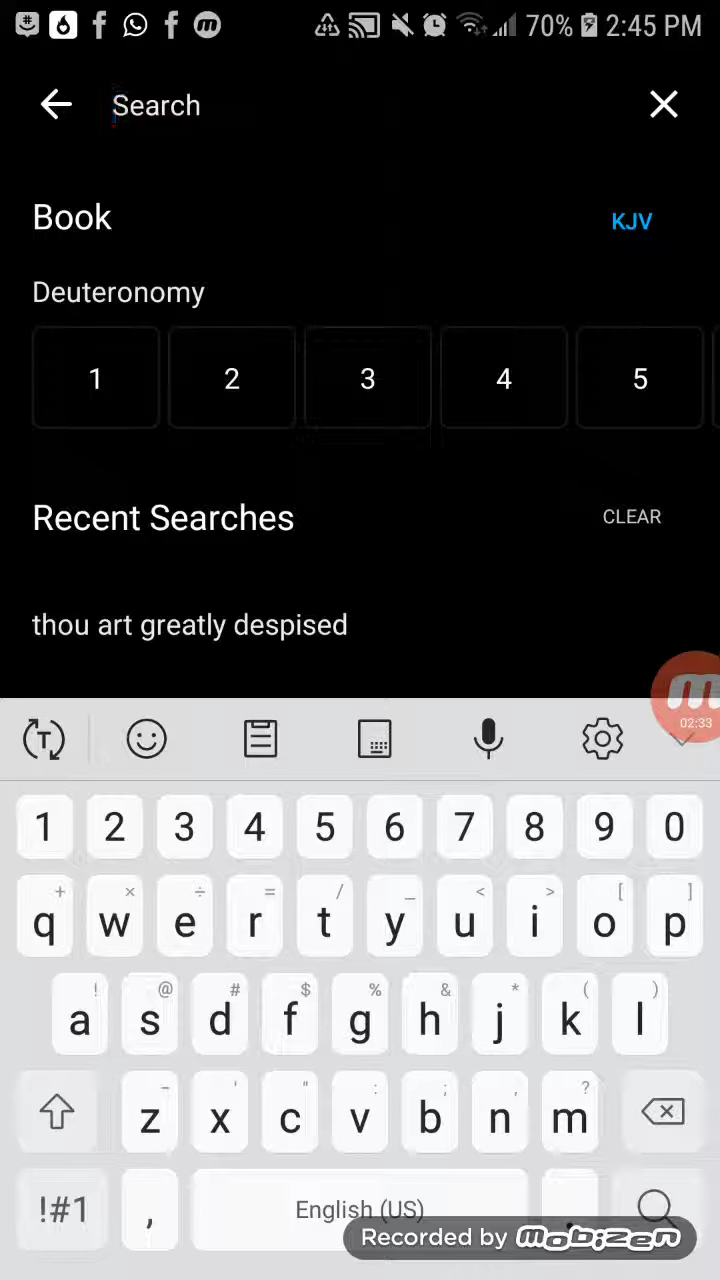 70% 2:45 PM
Search
Book KJV
Deuteronomy
1 2 3 4 5
Recent Searches CLEAR
thou art greatly despised
02:33
1 2 3 4 5 6 7 8 9 0
+ × ÷ = / _ < > [ ]
q w e r t y u i o p
! @ # $ % & * ( )
a s d f g h j k l
- ' " : ; , ?
z x c v b n m
!#1 , English (US) .
Recorded by mobizen